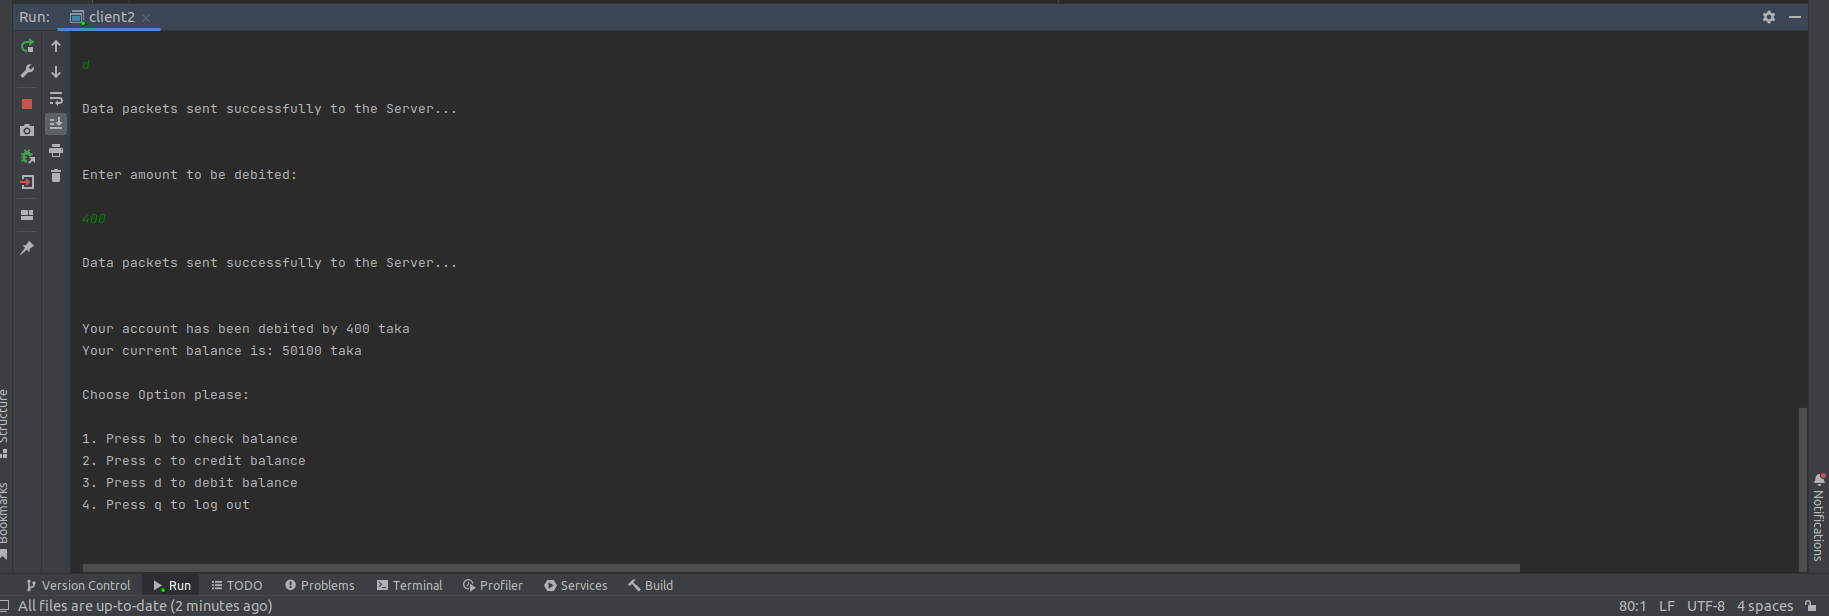 Run: client2
d
Data packets sent successfully to the Server...
Enter amount to be debited:
400
Data packets sent successfully to the Server...
Your account has been debited by 400 taka
Your current balance is: 50100 taka
Choose Option please:
1. Press b to check balance
2. Press c to credit balance
3. Press d to debit balance
4. Press q to log out
Structure
Bookmarks
Notifications
Version Control Run TODO Problems Terminal Profiler Services Build
All files are up-to-date (2 minutes ago) 80:1 LF UTF-8 4 spaces